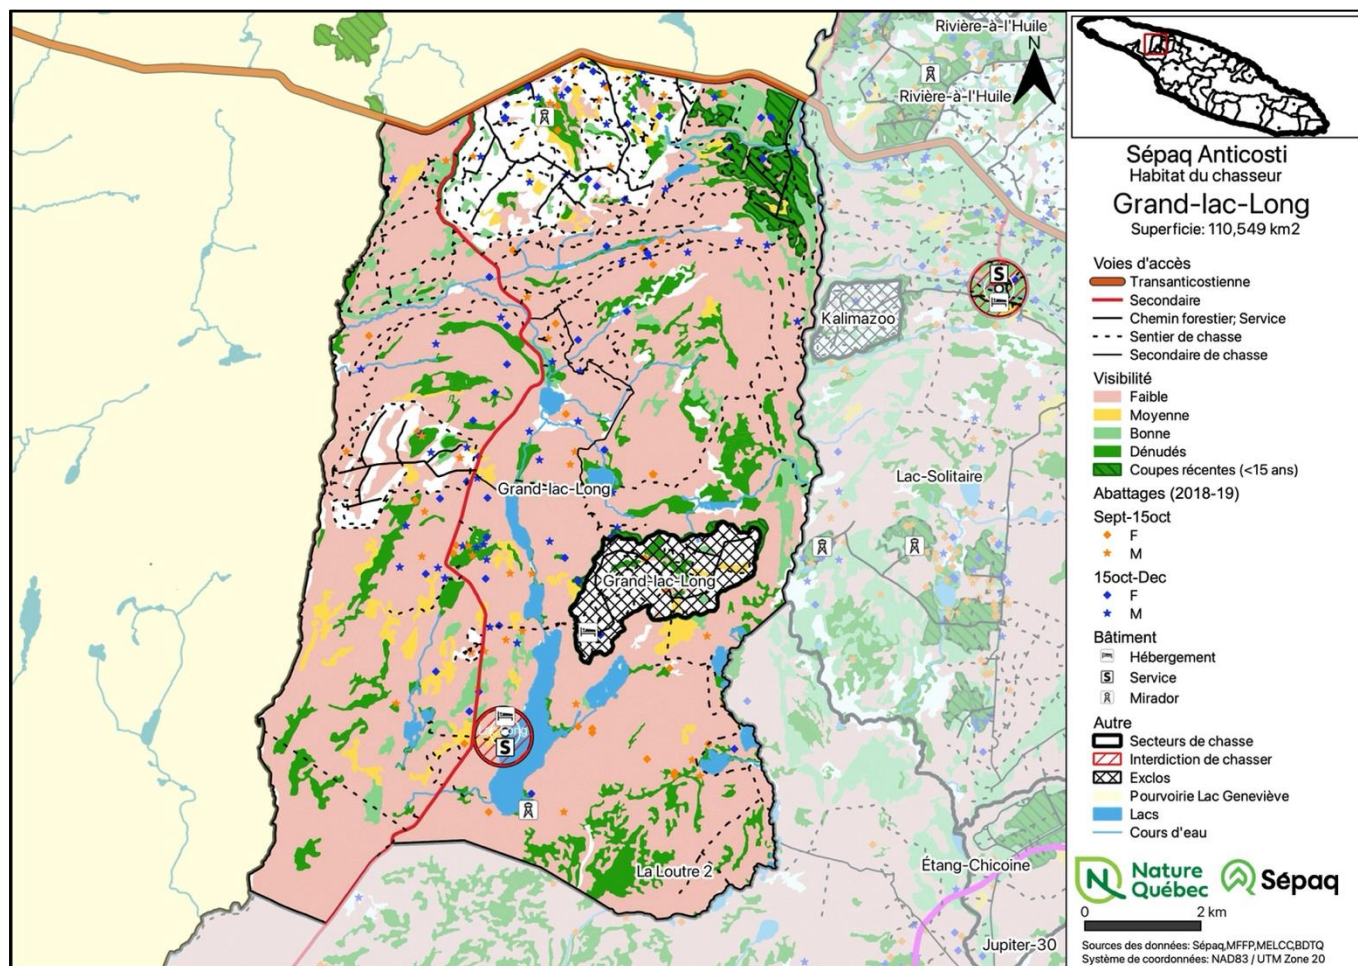 Rivière-à-l'Huile
N
Rivière-à-l'Huile
Kalimazoo
S
Lac-Solitaire
Grand-lac-Long
Grand-lac-Long
S
Étang-Chicoine
La Loutre 2
Jupiter-30
Sépaq Anticosti
Habitat du chasseur
Grand-lac-Long
Superficie: 110,549 km2
Voies d'accès
Transanticostienne
Secondaire
Chemin forestier; Service
Sentier de chasse
Secondaire de chasse
Visibilité
Faible
Moyenne
Bonne
Dénudés
Coupes récentes (<15 ans)
Abattages (2018-19)
Sept-15oct
F
M
15oct-Dec
F
M
Bâtiment
Hébergement
S Service
Mirador
Autre
Secteurs de chasse
Interdiction de chasser
Exclos
Pourvoirie Lac Geneviève
Lacs
Cours d'eau
Nature
Québec
Sépaq
0 2 km
Sources des données: Sépaq,MFFP,MELCC,BDTQ
Système de coordonnées: NAD83 / UTM Zone 20